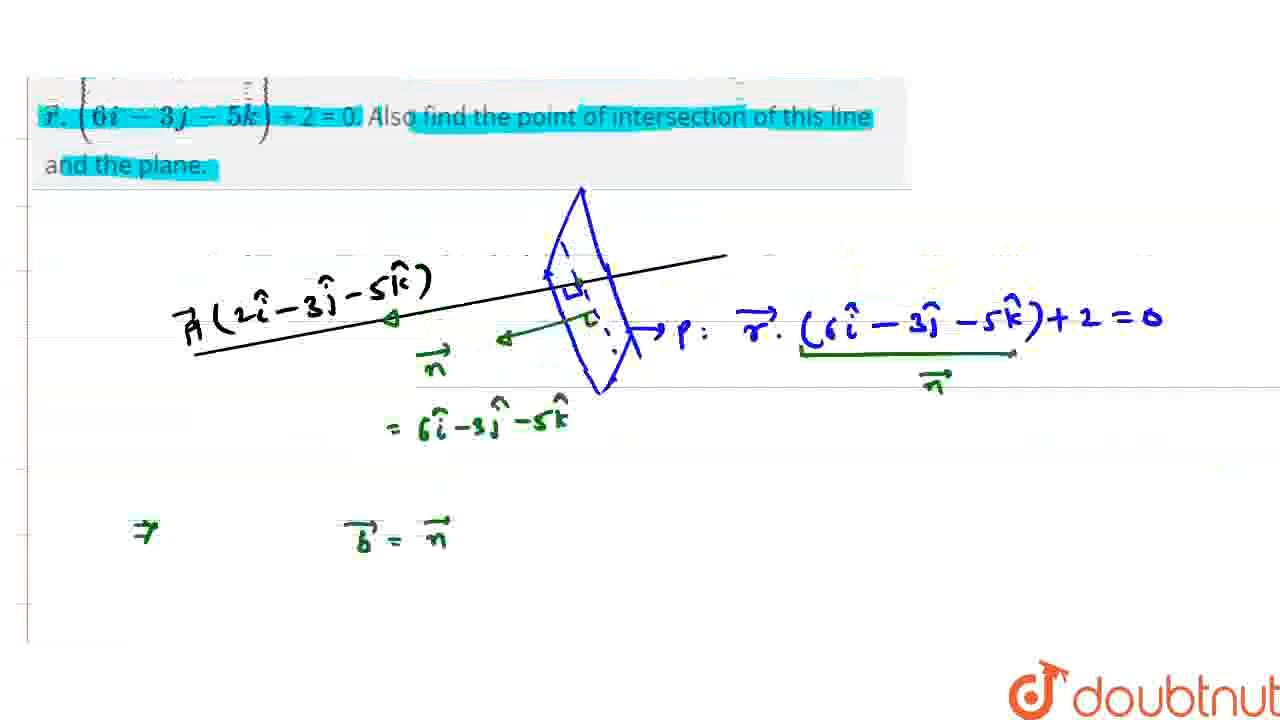 r⃗. {6i − 3j − 5k̂} + 2 = 0. Also find the point of intersection of this line
and the plane.
A⃗ (2î − 3ĵ − 5k̂)
→ P: r⃗. (6î − 3ĵ − 5k̂) + 2 = 0
n⃗
n⃗
= 6î − 3ĵ − 5k̂
b⃗ = n⃗
doubtnut